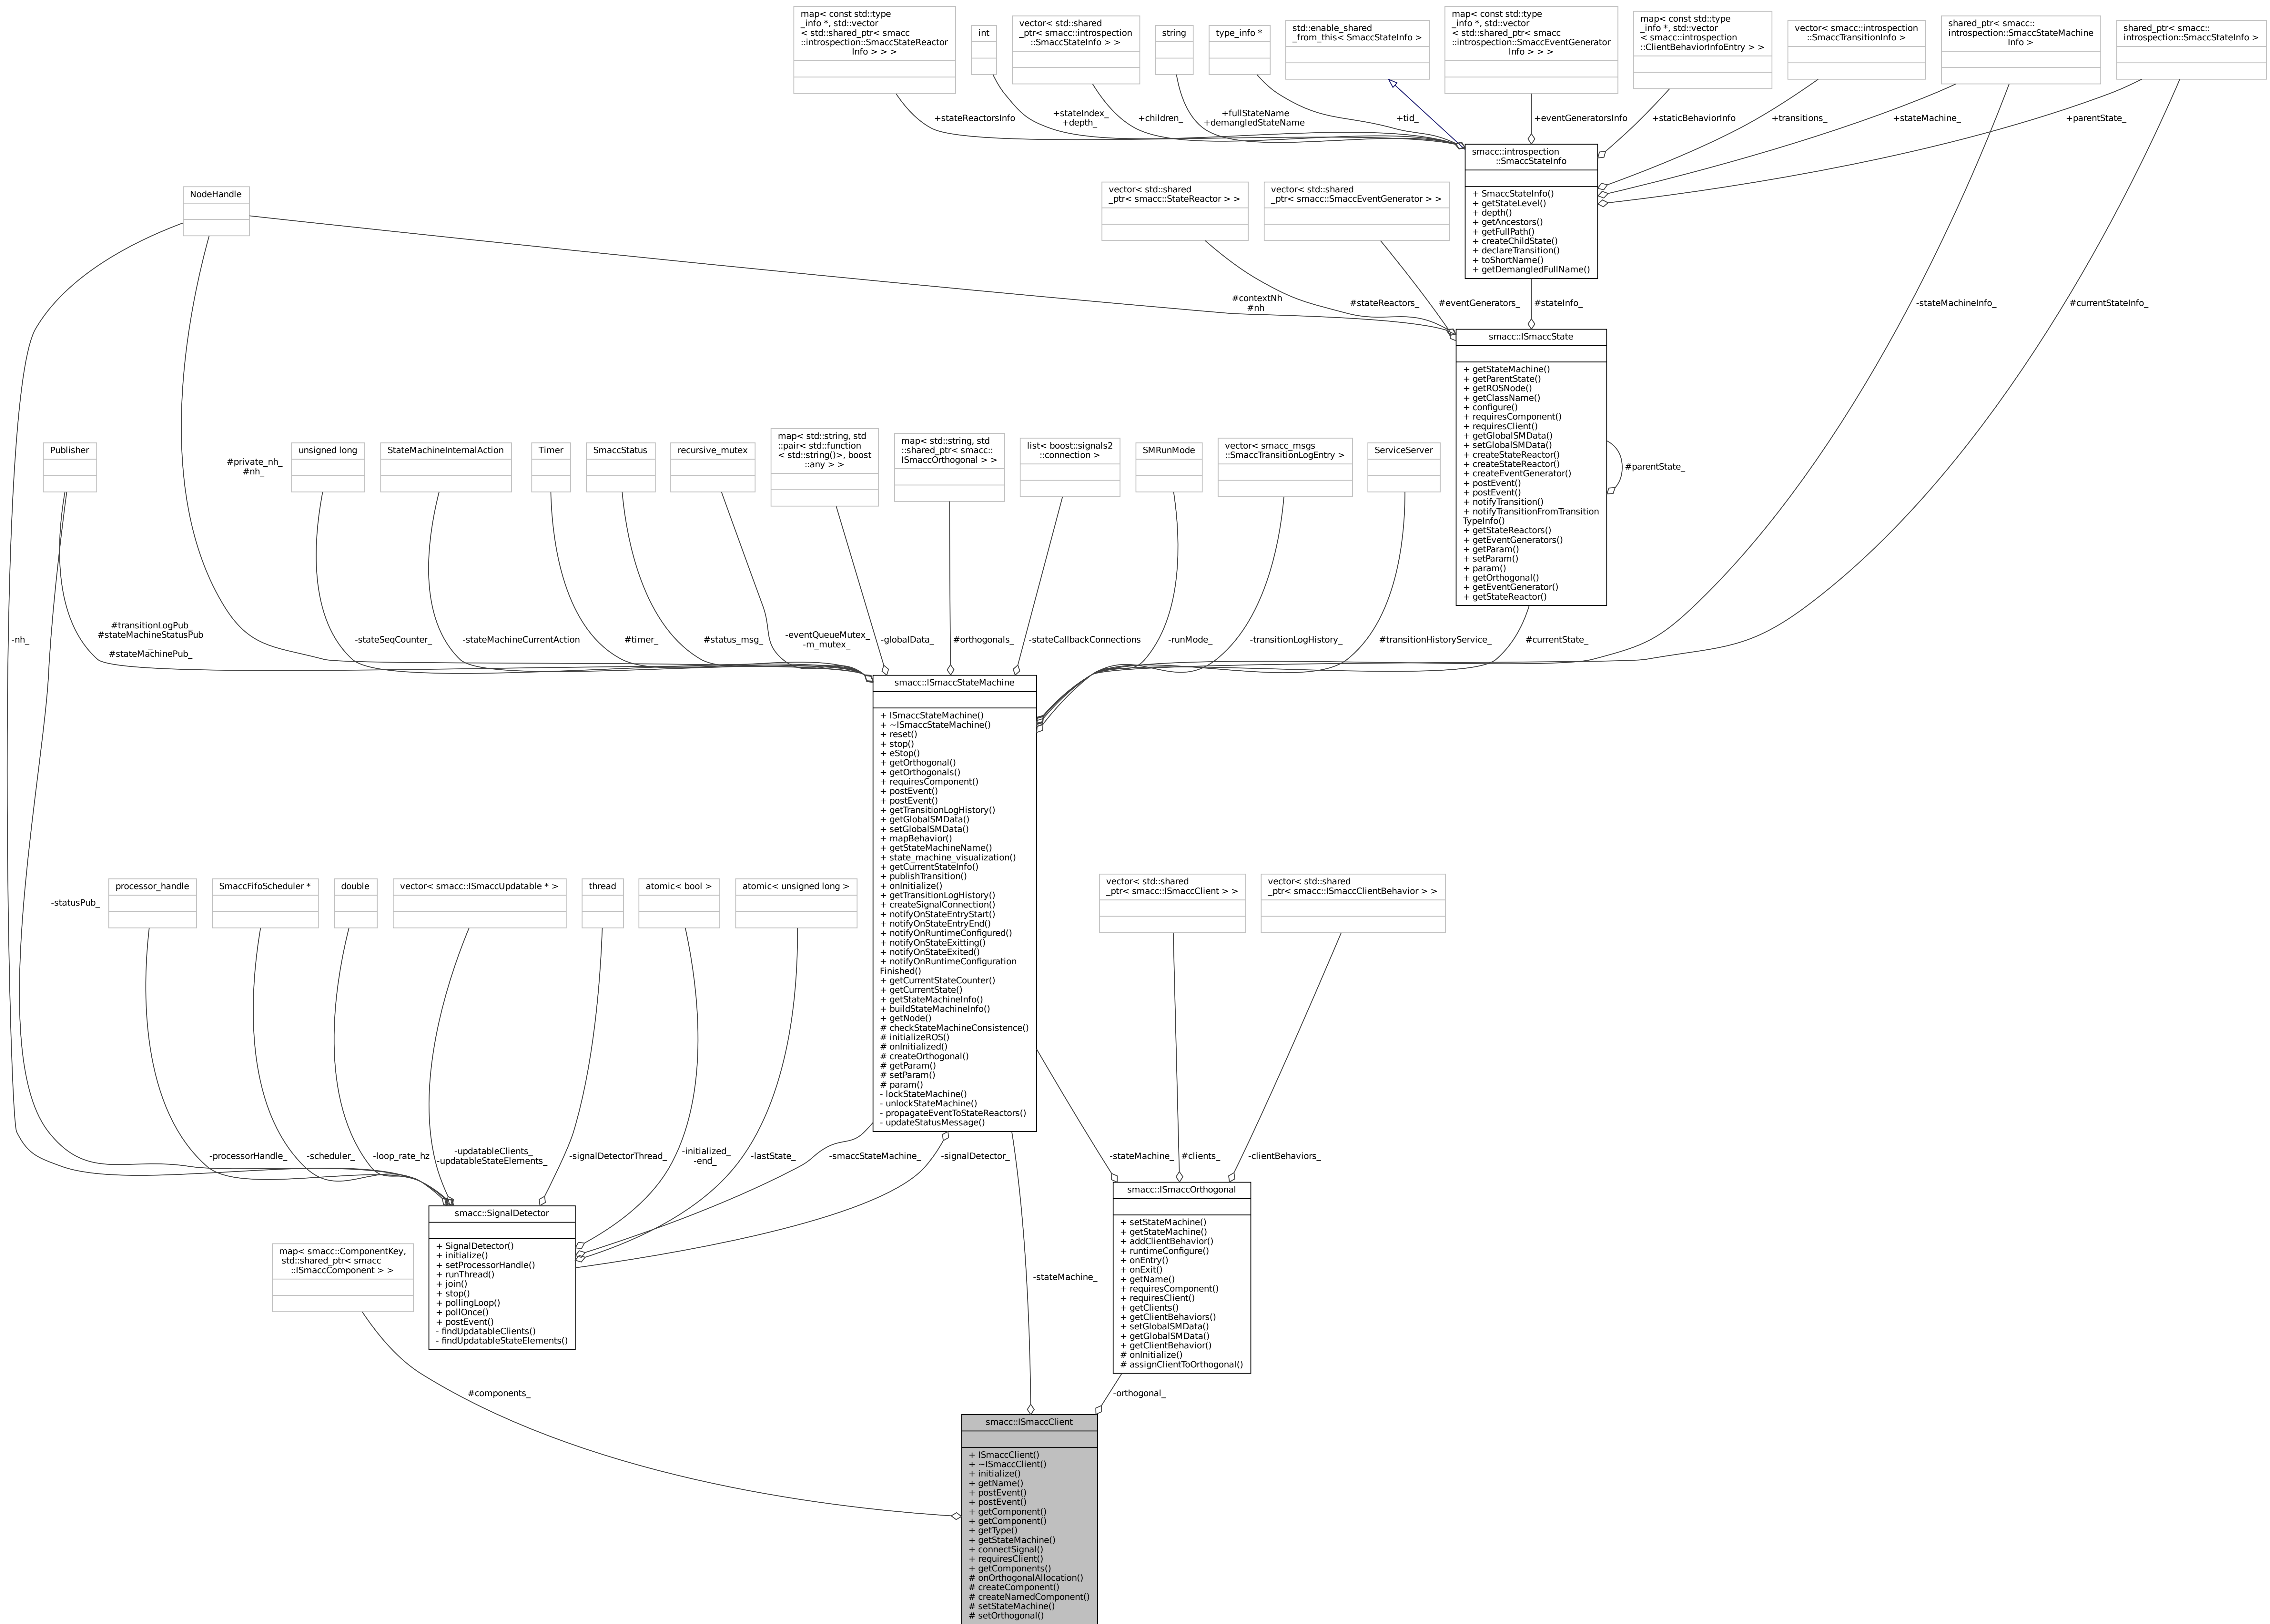 map< const std::type
_info *, std::vector
< std::shared_ptr< smacc
::introspection::SmaccStateReactor
Info > > >
int
vector< std::shared
_ptr< smacc::introspection
::SmaccStateInfo > >
string
type_info *
std::enable_shared
_from_this< SmaccStateInfo >
map< const std::type
_info *, std::vector
< std::shared_ptr< smacc
::introspection::SmaccEventGenerator
Info > > >
map< const std::type
_info *, std::vector
< smacc::introspection
::ClientBehaviorInfoEntry > >
vector< smacc::introspection
::SmaccTransitionInfo >
shared_ptr< smacc::
introspection::SmaccStateMachine
Info >
shared_ptr< smacc::
introspection::SmaccStateInfo >
+stateReactorsInfo
+stateIndex_
+depth_
+children_
+fullStateName
+demangledStateName
+tid_
+eventGeneratorsInfo
+staticBehaviorInfo
+transitions_
+stateMachine_
+parentState_
smacc::introspection
::SmaccStateInfo
+ SmaccStateInfo()
+ getStateLevel()
+ depth()
+ getAncestors()
+ getFullPath()
+ createChildState()
+ declareTransition()
+ toShortName()
+ getDemangledFullName()
NodeHandle
vector< std::shared
_ptr< smacc::StateReactor > >
vector< std::shared
_ptr< smacc::SmaccEventGenerator > >
#contextNh
#nh
#stateReactors_
#eventGenerators_
#stateInfo_
-stateMachineInfo_
#currentStateInfo_
smacc::ISmaccState
+ getStateMachine()
+ getParentState()
+ getROSNode()
+ getClassName()
+ configure()
+ requiresComponent()
+ requiresClient()
+ getGlobalSMData()
+ setGlobalSMData()
+ createStateReactor()
+ createStateReactor()
+ createEventGenerator()
+ postEvent()
+ postEvent()
+ notifyTransition()
+ notifyTransitionFromTransition
TypeInfo()
+ getStateReactors()
+ getEventGenerators()
+ getParam()
+ setParam()
+ param()
+ getOrthogonal()
+ getEventGenerator()
+ getStateReactor()
#parentState_
Publisher
#private_nh_
#nh_
unsigned long
StateMachineInternalAction
Timer
SmaccStatus
recursive_mutex
map< std::string, std
::pair< std::function
< std::string()>, boost
::any > >
map< std::string, std
::shared_ptr< smacc::
ISmaccOrthogonal > >
list< boost::signals2
::connection >
SMRunMode
vector< smacc_msgs
::SmaccTransitionLogEntry >
ServiceServer
-nh_
#transitionLogPub_
#stateMachineStatusPub
_
#stateMachinePub_
-stateSeqCounter_
-stateMachineCurrentAction
#timer_
#status_msg_
-eventQueueMutex_
-m_mutex_
-globalData_
#orthogonals_
-stateCallbackConnections
-runMode_
-transitionLogHistory_
#transitionHistoryService_
#currentState_
smacc::ISmaccStateMachine
+ ISmaccStateMachine()
+ ~ISmaccStateMachine()
+ reset()
+ stop()
+ eStop()
+ getOrthogonal()
+ getOrthogonals()
+ requiresComponent()
+ postEvent()
+ postEvent()
+ getTransitionLogHistory()
+ getGlobalSMData()
+ setGlobalSMData()
+ mapBehavior()
+ getStateMachineName()
+ state_machine_visualization()
+ getCurrentStateInfo()
+ publishTransition()
+ onInitialize()
+ getTransitionLogHistory()
+ createSignalConnection()
+ notifyOnStateEntryStart()
+ notifyOnStateEntryEnd()
+ notifyOnRuntimeConfigured()
+ notifyOnStateExitting()
+ notifyOnStateExited()
+ notifyOnRuntimeConfiguration
Finished()
+ getCurrentStateCounter()
+ getCurrentState()
+ getStateMachineInfo()
+ buildStateMachineInfo()
+ getNode()
# checkStateMachineConsistence()
# initializeROS()
# onInitialized()
# createOrthogonal()
# getParam()
# setParam()
# param()
- lockStateMachine()
- unlockStateMachine()
- propagateEventToStateReactors()
- updateStatusMessage()
-statusPub_
processor_handle
SmaccFifoScheduler *
double
vector< smacc::ISmaccUpdatable * >
thread
atomic< bool >
atomic< unsigned long >
vector< std::shared
_ptr< smacc::ISmaccClient > >
vector< std::shared
_ptr< smacc::ISmaccClientBehavior > >
-processorHandle_
-scheduler_
-loop_rate_hz
-updatableClients_
-updatableStateElements_
-signalDetectorThread_
-initialized_
-end_
-lastState_
-smaccStateMachine_
-signalDetector_
-stateMachine_
#clients_
-clientBehaviors_
smacc::SignalDetector
+ SignalDetector()
+ initialize()
+ setProcessorHandle()
+ runThread()
+ join()
+ stop()
+ pollingLoop()
+ pollOnce()
+ postEvent()
- findUpdatableClients()
- findUpdatableStateElements()
smacc::ISmaccOrthogonal
+ setStateMachine()
+ getStateMachine()
+ addClientBehavior()
+ runtimeConfigure()
+ onEntry()
+ onExit()
+ getName()
+ requiresComponent()
+ requiresClient()
+ getClients()
+ getClientBehaviors()
+ setGlobalSMData()
+ getGlobalSMData()
+ getClientBehavior()
# onInitialize()
# assignClientToOrthogonal()
map< smacc::ComponentKey,
std::shared_ptr< smacc
::ISmaccComponent > >
-stateMachine_
#components_
-orthogonal_
smacc::ISmaccClient
+ ISmaccClient()
+ ~ISmaccClient()
+ initialize()
+ getName()
+ postEvent()
+ postEvent()
+ getComponent()
+ getComponent()
+ getType()
+ getStateMachine()
+ connectSignal()
+ requiresClient()
+ getComponents()
# onOrthogonalAllocation()
# createComponent()
# createNamedComponent()
# setStateMachine()
# setOrthogonal()